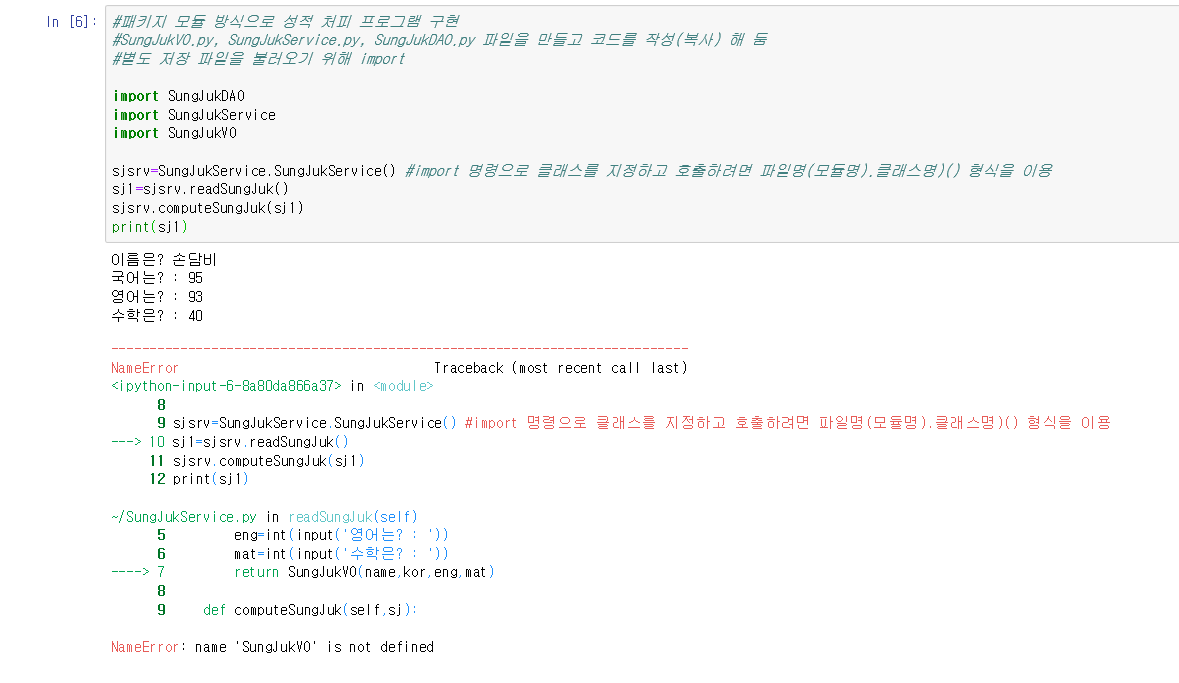 In [6]: #패키지 모듈 방식으로 성적 처피 프로그램 구현
#SungJukVO.py, SungJukService.py, SungJukDAO.py 파일을 만들고 코드를 작성(복사) 해 둠
#별도 저장 파일을 불러오기 위해 import
import SungJukDAO
import SungJukService
import SungJukVO
sjsrv=SungJukService.SungJukService() #import 명령으로 클래스를 지정하고 호출하려면 파일명(모듈명).클래스명)() 형식을 이용
sj1=sjsrv.readSungJuk()
sjsrv.computeSungJuk(sj1)
print(sj1)
이름은? 손담비
국어는? : 95
영어는? : 93
수학은? : 40
---------------------------------------------------------------------------
NameError                                 Traceback (most recent call last)
<ipython-input-6-8a80da866a37> in <module>
      8
      9 sjsrv=SungJukService.SungJukService() #import 명령으로 클래스를 지정하고 호출하려면 파일명(모듈명).클래스명)() 형식을 이용
---> 10 sj1=sjsrv.readSungJuk()
     11 sjsrv.computeSungJuk(sj1)
     12 print(sj1)
~/SungJukService.py in readSungJuk(self)
      5         eng=int(input('영어는? : '))
      6         mat=int(input('수학은? : '))
----> 7         return SungJukVO(name,kor,eng,mat)
      8
      9     def computeSungJuk(self,sj):
NameError: name 'SungJukVO' is not defined